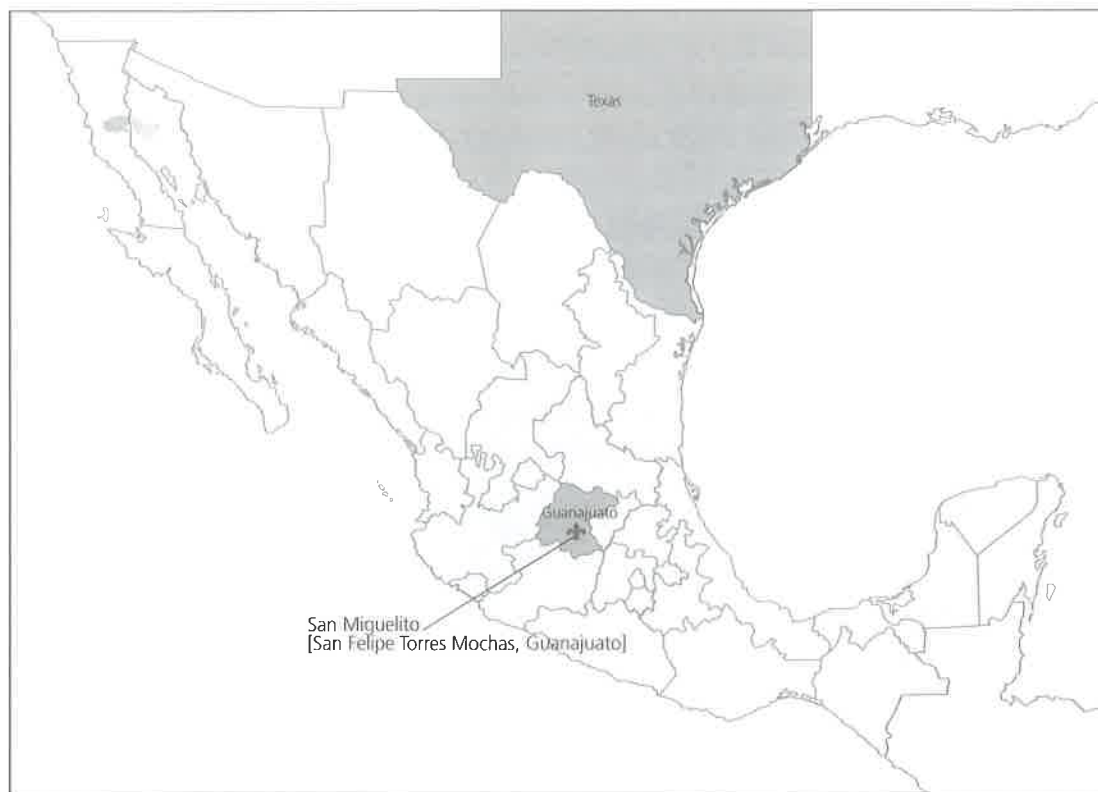 Texas
Guanajuato
San Miguelito
[San Felipe Torres Mochas, Guanajuato]